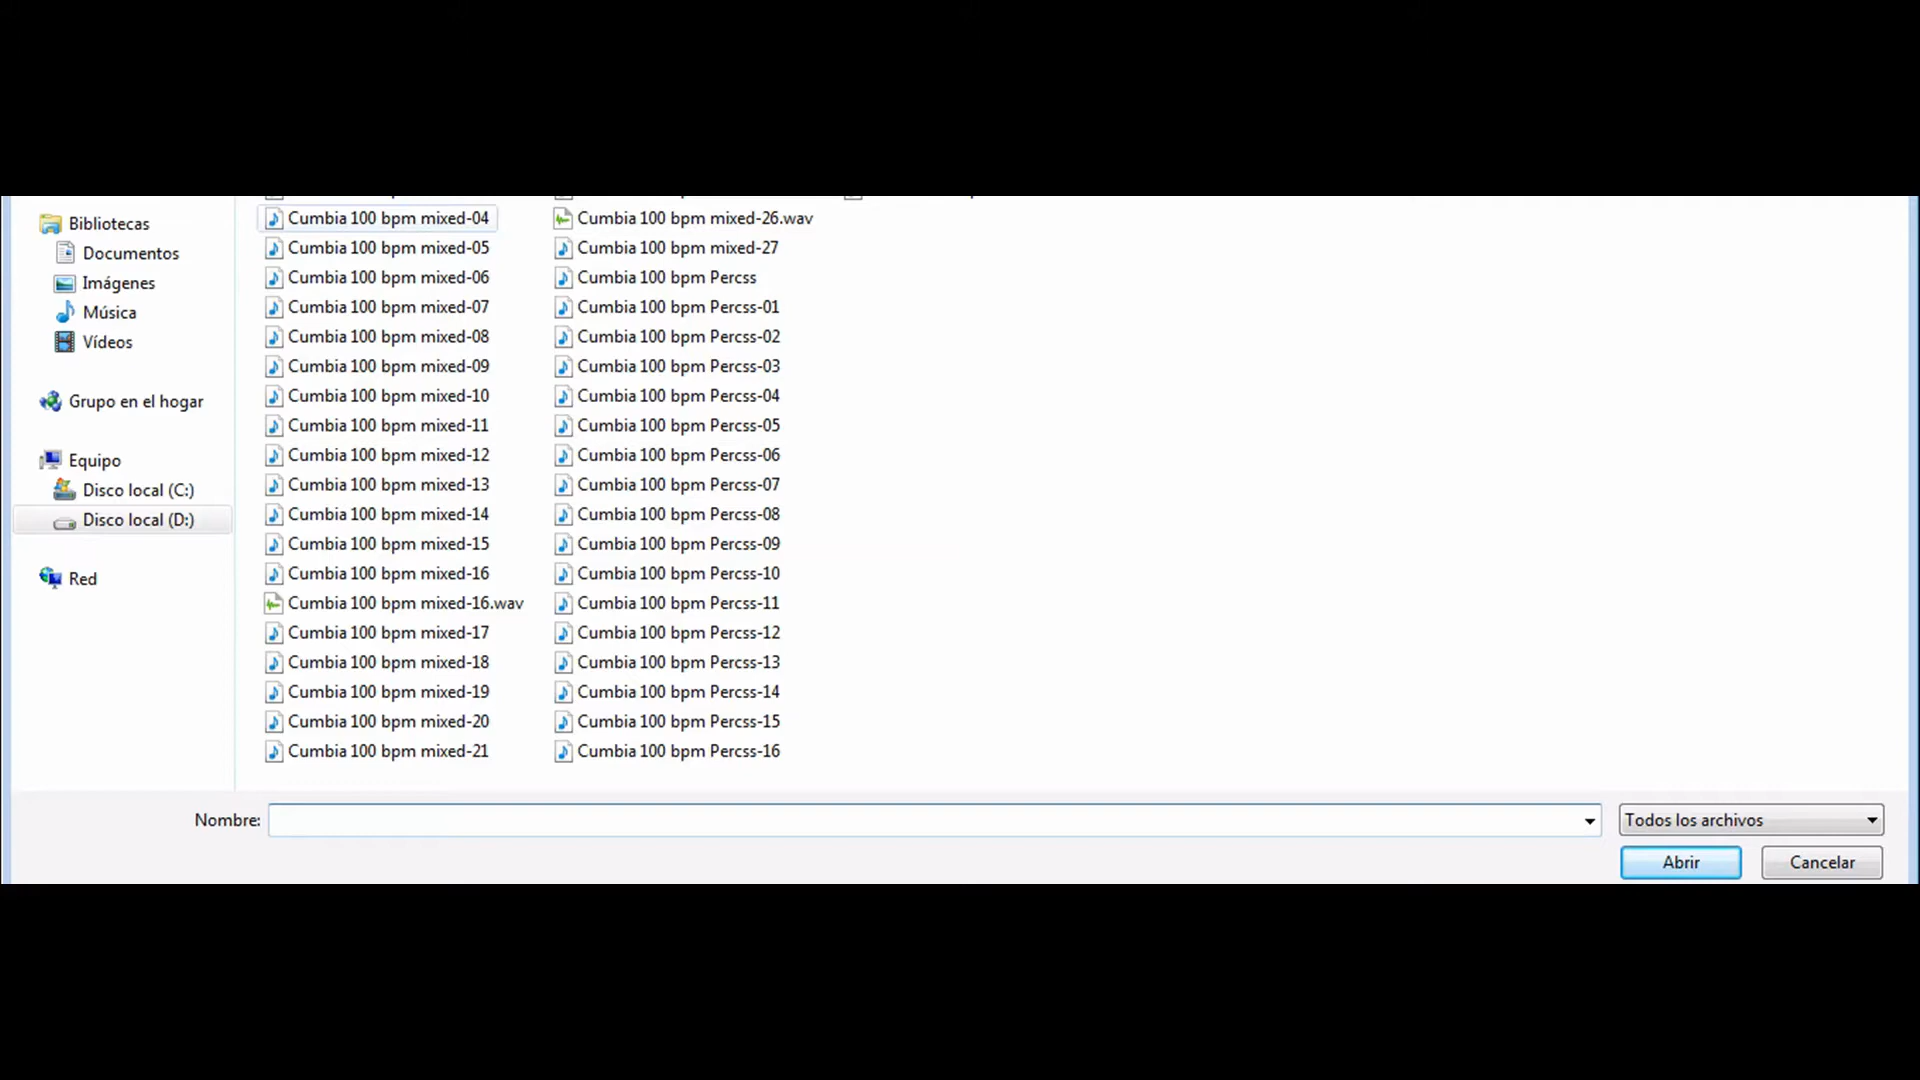 Bibliotecas
Documentos
Imágenes
Música
Vídeos
Grupo en el hogar
Equipo
Disco local (C:)
Disco local (D:)
Red
Cumbia 100 bpm mixed-04
Cumbia 100 bpm mixed-05
Cumbia 100 bpm mixed-06
Cumbia 100 bpm mixed-07
Cumbia 100 bpm mixed-08
Cumbia 100 bpm mixed-09
Cumbia 100 bpm mixed-10
Cumbia 100 bpm mixed-11
Cumbia 100 bpm mixed-12
Cumbia 100 bpm mixed-13
Cumbia 100 bpm mixed-14
Cumbia 100 bpm mixed-15
Cumbia 100 bpm mixed-16
Cumbia 100 bpm mixed-16.wav
Cumbia 100 bpm mixed-17
Cumbia 100 bpm mixed-18
Cumbia 100 bpm mixed-19
Cumbia 100 bpm mixed-20
Cumbia 100 bpm mixed-21
Cumbia 100 bpm mixed-26.wav
Cumbia 100 bpm mixed-27
Cumbia 100 bpm Percss
Cumbia 100 bpm Percss-01
Cumbia 100 bpm Percss-02
Cumbia 100 bpm Percss-03
Cumbia 100 bpm Percss-04
Cumbia 100 bpm Percss-05
Cumbia 100 bpm Percss-06
Cumbia 100 bpm Percss-07
Cumbia 100 bpm Percss-08
Cumbia 100 bpm Percss-09
Cumbia 100 bpm Percss-10
Cumbia 100 bpm Percss-11
Cumbia 100 bpm Percss-12
Cumbia 100 bpm Percss-13
Cumbia 100 bpm Percss-14
Cumbia 100 bpm Percss-15
Cumbia 100 bpm Percss-16
Nombre:
Todos los archivos
Abrir
Cancelar